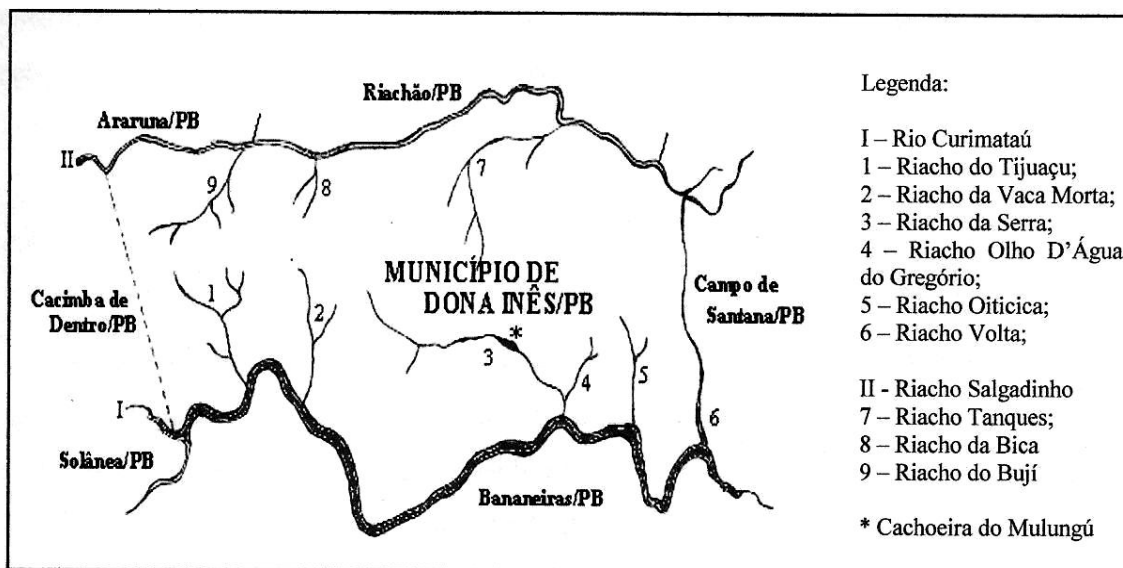 Riachão/PB
Araruna/PB
II
9
8
7
MUNICÍPIO DE
DONA INÊS/PB
Cacimba de
Dentro/PB
1
2
3
*
4
5
Campo de
Santana/PB
I
6
Solânea/PB
Bananeiras/PB
Legenda:
I – Rio Curimataú
1 – Riacho do Tijuaçu;
2 – Riacho da Vaca Morta;
3 – Riacho da Serra;
4 – Riacho Olho D'Água
do Gregório;
5 – Riacho Oiticica;
6 – Riacho Volta;
II - Riacho Salgadinho
7 – Riacho Tanques;
8 – Riacho da Bica
9 – Riacho do Bují
* Cachoeira do Mulungú